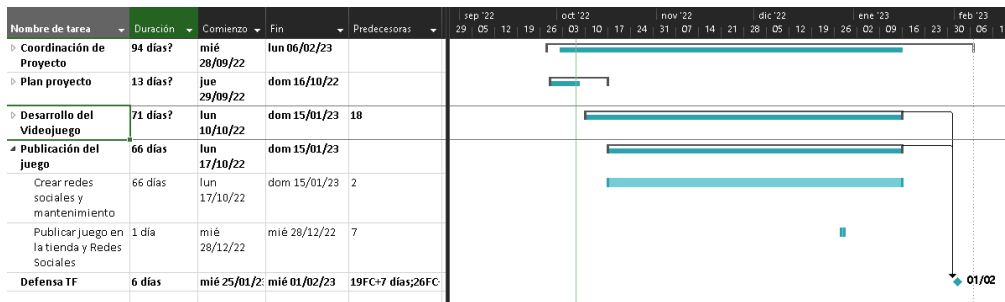 sep '22 oct '22 nov '22 dic '22 ene '23 feb '23
Nombre de tarea Duración Comienzo Fin Predecesoras 29 05 12 19 26 03 10 17 24 31 07 14 21 28 05 12 19 26 02 09 16 23 30 06 1
Coordinación de Proyecto 94 días? mié 28/09/22 lun 06/02/23
Plan proyecto 13 días? jue 29/09/22 dom 16/10/22
Desarrollo del Videojuego 71 días? lun 10/10/22 dom 15/01/23 18
Publicación del juego 66 días lun 17/10/22 dom 15/01/23
Crear redes sociales y mantenimiento 66 días lun 17/10/22 dom 15/01/23 2
Publicar juego en la tienda y Redes Sociales 1 día mié 28/12/22 mié 28/12/22 7
Defensa TF 6 días mié 25/01/2 mié 01/02/23 19FC+7 días;26FC- 01/02